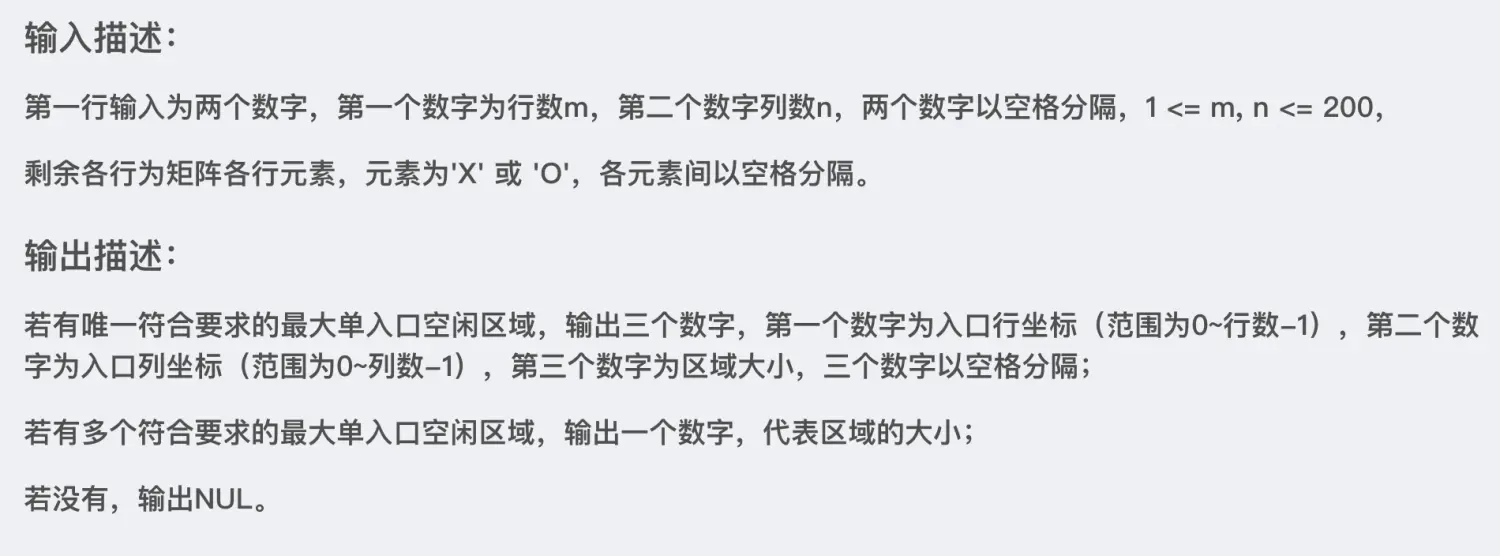 输入描述：
第一行输入为两个数字，第一个数字为行数m，第二个数字列数n，两个数字以空格分隔，1 <= m, n <= 200，
剩余各行为矩阵各行元素，元素为'X' 或 'O'，各元素间以空格分隔。
输出描述：
若有唯一符合要求的最大单入口空闲区域，输出三个数字，第一个数字为入口行坐标（范围为0~行数-1），第二个数
字为入口列坐标（范围为0~列数-1），第三个数字为区域大小，三个数字以空格分隔；
若有多个符合要求的最大单入口空闲区域，输出一个数字，代表区域的大小；
若没有，输出NUL。